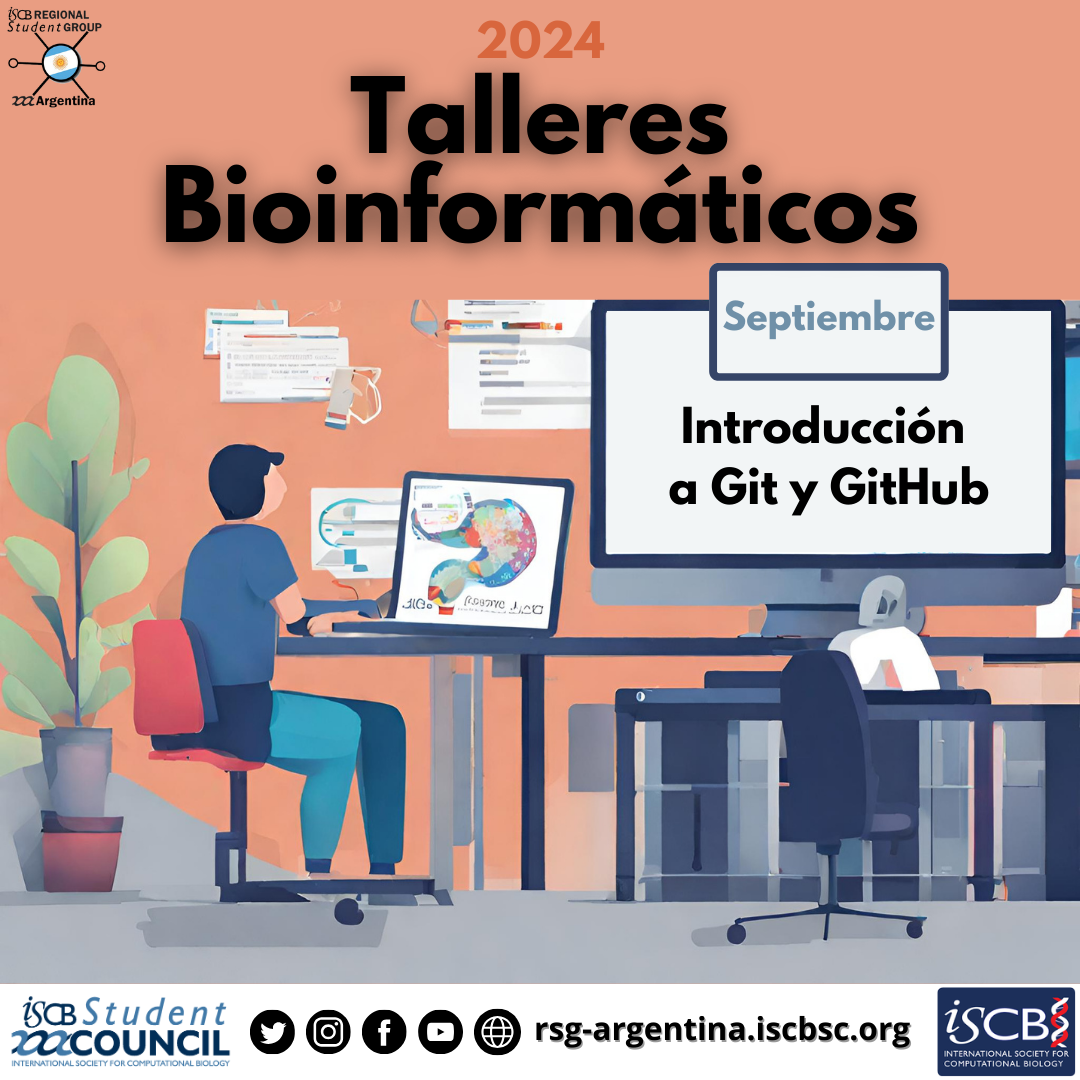 iSCB REGIONAL
Student GROUP
Argentina
2024
Talleres
Bioinformáticos
Septiembre
Introducción
a Git y GitHub
iSCB Student
COUNCIL
INTERNATIONAL SOCIETY FOR COMPUTATIONAL BIOLOGY
rsg-argentina.iscbsc.org
iSCB
INTERNATIONAL SOCIETY FOR
COMPUTATIONAL BIOLOGY